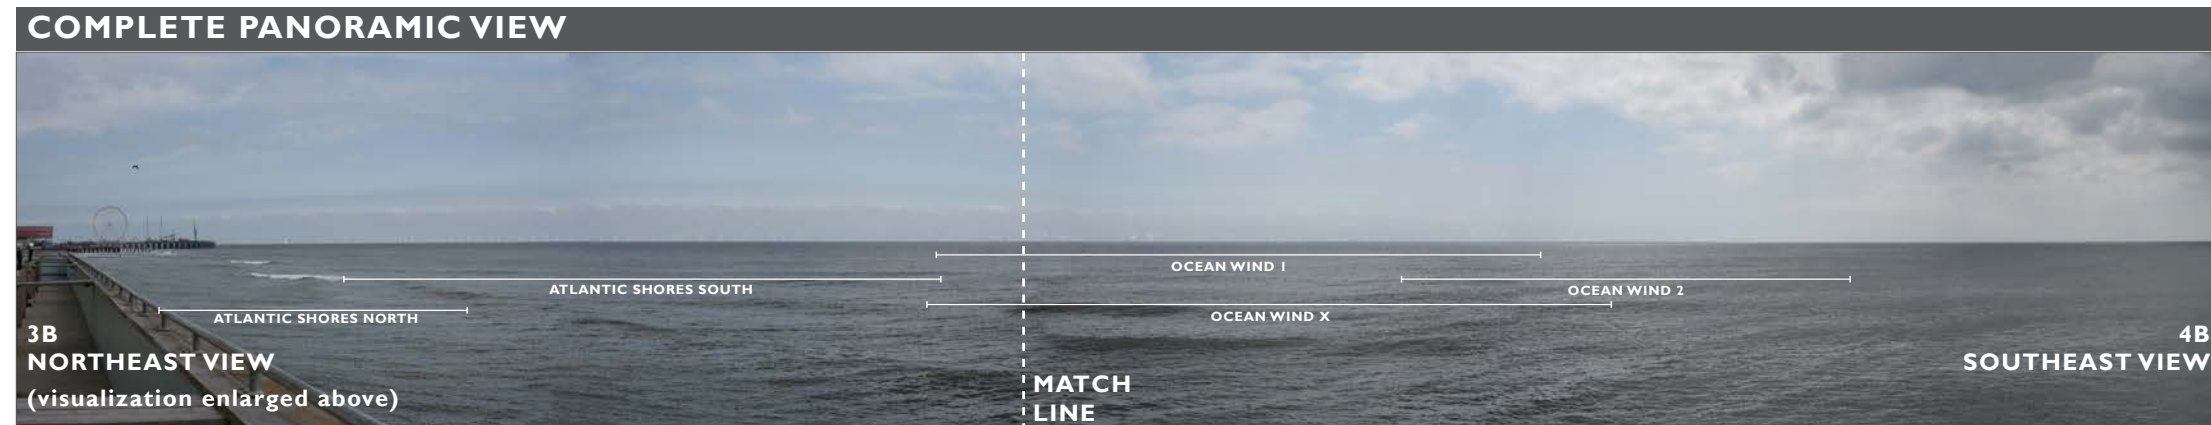 COMPLETE PANORAMIC VIEW
OCEAN WIND 1
ATLANTIC SHORES SOUTH
OCEAN WIND 2
ATLANTIC SHORES NORTH
OCEAN WIND X
3B
NORTHEAST VIEW
(visualization enlarged above)
MATCH
LINE
4B
SOUTHEAST VIEW